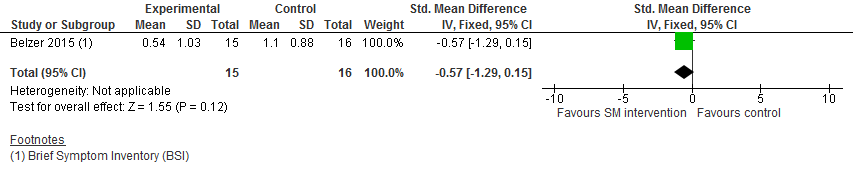 Experimental Control Std. Mean Difference Std. Mean Difference
Study or Subgroup Mean SD Total Mean SD Total Weight IV, Fixed, 95% CI IV, Fixed, 95% CI
Belzer 2015 (1) 0.54 1.03 15 1.1 0.88 16 100.0% -0.57 [-1.29, 0.15]
Total (95% CI) 15 16 100.0% -0.57 [-1.29, 0.15]
Heterogeneity: Not applicable
Test for overall effect: Z = 1.55 (P = 0.12)
-10 -5 0 5 10
Favours SM intervention Favours control
Footnotes
(1) Brief Symptom Inventory (BSI)